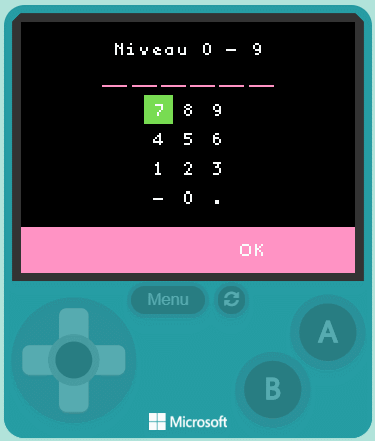 Niveau 0 - 9
7 8 9
4 5 6
1 2 3
- 0 .
OK
Menu
A
B
Microsoft